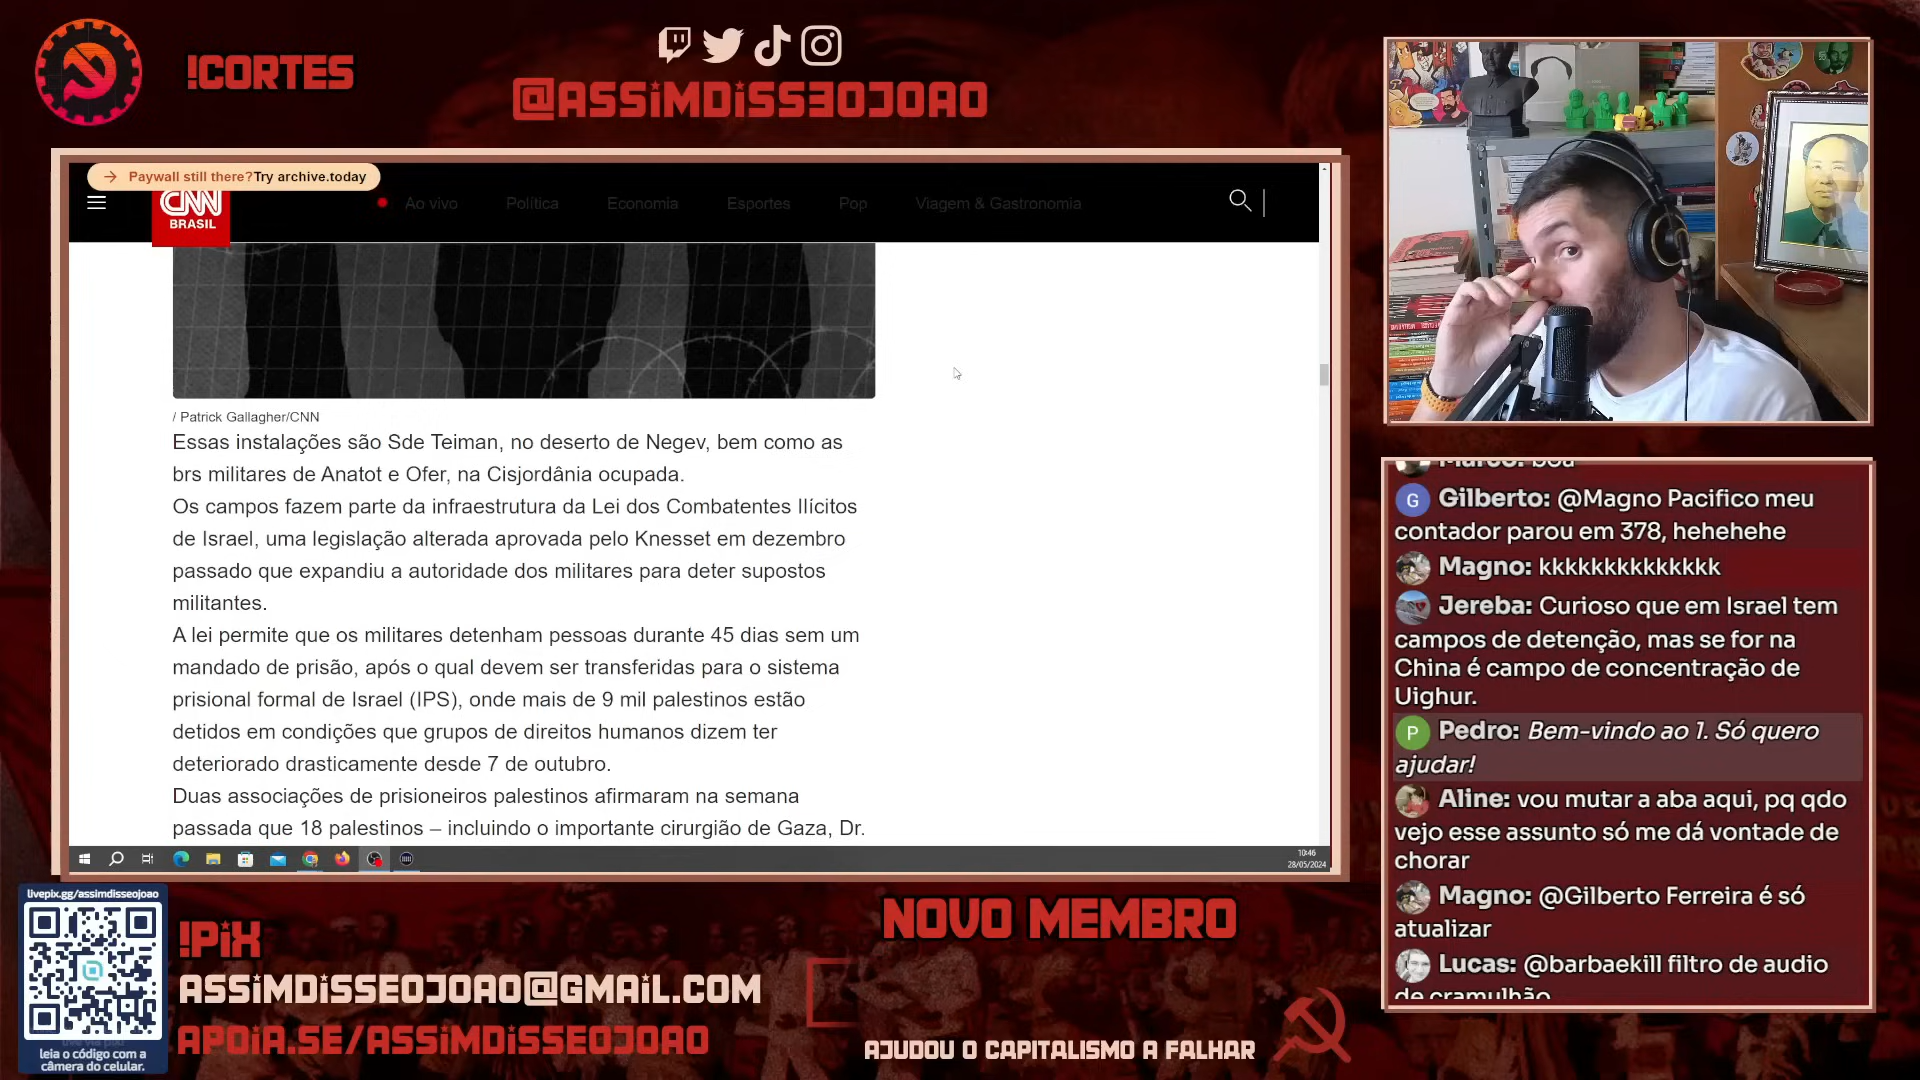 !CORTES
@ASSIMDISSEOJOAO
Paywall still there?Try archive.today
CNN
BRASIL
Ao vivo
Política
Economia
Esportes
Pop
Viagem & Gastronomia
/ Patrick Gallagher/CNN
Essas instalações são Sde Teiman, no deserto de Negev, bem como as
brs militares de Anatot e Ofer, na Cisjordânia ocupada.
Os campos fazem parte da infraestrutura da Lei dos Combatentes Ilícitos
de Israel, uma legislação alterada aprovada pelo Knesset em dezembro
passado que expandiu a autoridade dos militares para deter supostos
militantes.
A lei permite que os militares detenham pessoas durante 45 dias sem um
mandado de prisão, após o qual devem ser transferidas para o sistema
prisional formal de Israel (IPS), onde mais de 9 mil palestinos estão
detidos em condições que grupos de direitos humanos dizem ter
deteriorado drasticamente desde 7 de outubro.
Duas associações de prisioneiros palestinos afirmaram na semana
passada que 18 palestinos – incluindo o importante cirurgião de Gaza, Dr.
10:46
28/05/2024
Marco: boa
G Gilberto: @Magno Pacifico meu
contador parou em 378, hehehehe
Magno: kkkkkkkkkkkkkk
Jereba: Curioso que em Israel tem
campos de detenção, mas se for na
China é campo de concentração de
Uighur.
P Pedro: Bem-vindo ao 1. Só quero
ajudar!
Aline: vou mutar a aba aqui, pq qdo
vejo esse assunto só me dá vontade de
chorar
Magno: @Gilberto Ferreira é só
atualizar
Lucas: @barbaekill filtro de audio
de cramulhão
livepix.gg/assimdisseojoao
leia o código com a
câmera do celular.
!PIX
ASSIMDISSEOJOAO@GMAIL.COM
APOIA.SE/ASSIMDISSEOJOAO
NOVO MEMBRO
AJUDOU O CAPITALISMO A FALHAR